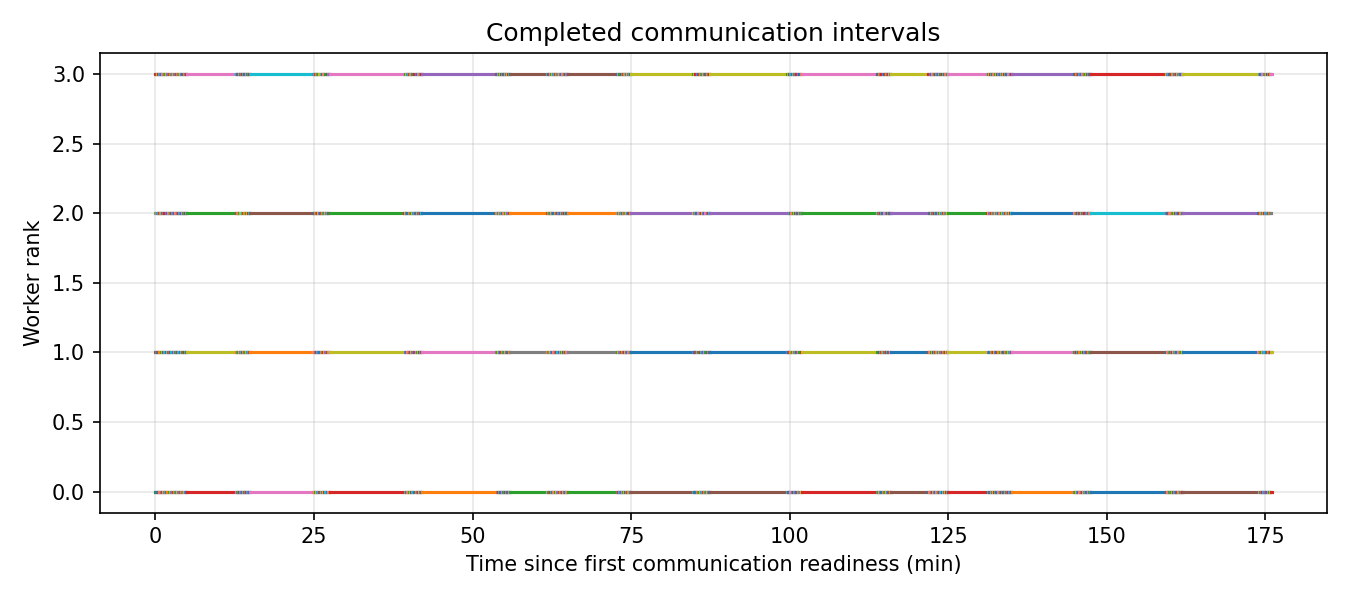 Completed communication intervals
3.0
2.5
2.0
1.5
1.0
0.5
0.0
Worker rank
0 25 50 75 100 125 150 175
Time since first communication readiness (min)